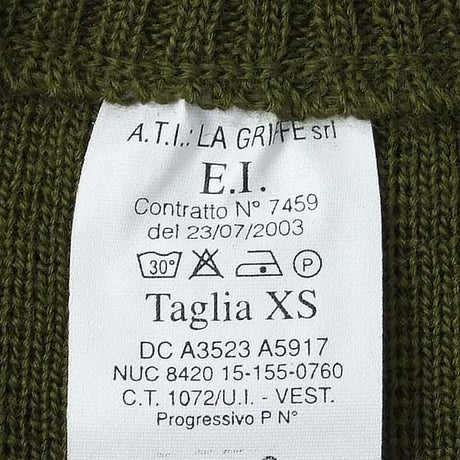 A.T.I.: LA GRIFFE srl
E.I.
Contratto N° 7459
del 23/07/2003
30° P
Taglia XS
DC A3523 A5917
NUC 8420 15-155-0760
C.T. 1072/U.I. - VEST.
Progressivo P N°